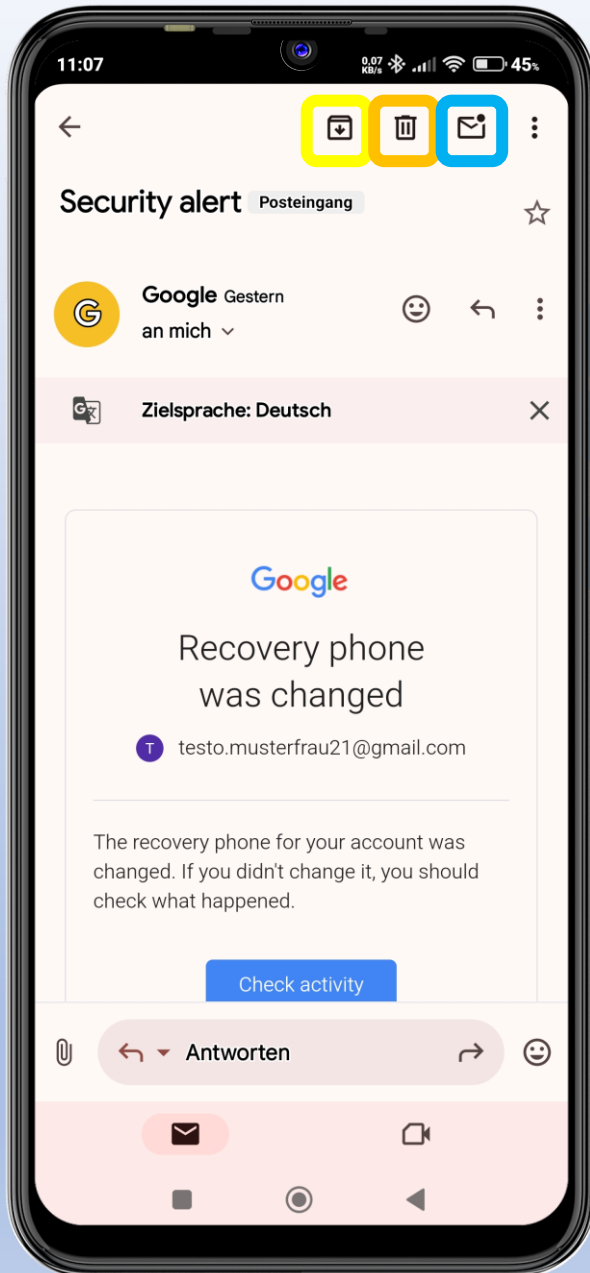 11:07
0,07 KB/s 45%
Security alert Posteingang
G
Google Gestern
an mich
G文
Zielsprache: Deutsch
Google
Recovery phone
was changed
T testo.musterfrau21@gmail.com
The recovery phone for your account was
changed. If you didn't change it, you should
check what happened.
Check activity
Antworten